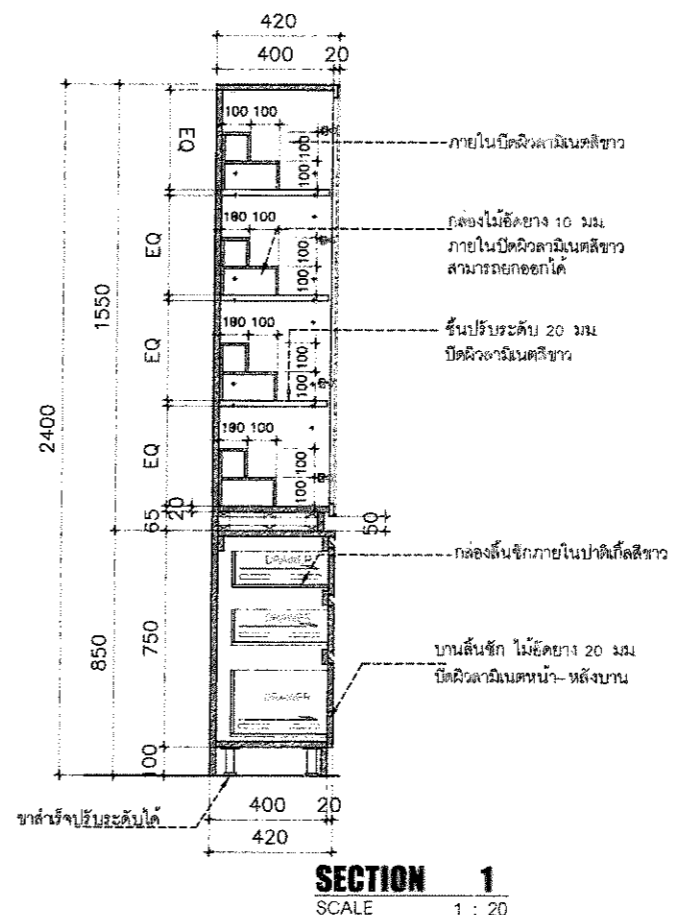 420
400 20
100 100
EQ
100 100
ภายในปิดผิวลามิเนตสีขาว
180 100
EQ
100 100
กล่องไม้อัดยาง 10 มม.
ภายในปิดผิวลามิเนตสีขาว
สามารถยกออกได้
1550
180 100
EQ
100 100
ชั้นปรับระดับ 20 มม.
ปิดผิวลามิเนตสีขาว
2400
190 100
EQ
100 100
20
65
50
DRAWER
กล่องลิ้นชักภายในปาติเกิ้ลสีขาว
DRAWER
850
750
บานลิ้นชัก ไม้อัดยาง 20 มม.
ปิดผิวลามิเนตหน้า-หลังบาน
DRAWER
100
ขาสำเร็จปรับระดับได้
400 20
420
SECTION 1
SCALE 1 : 20